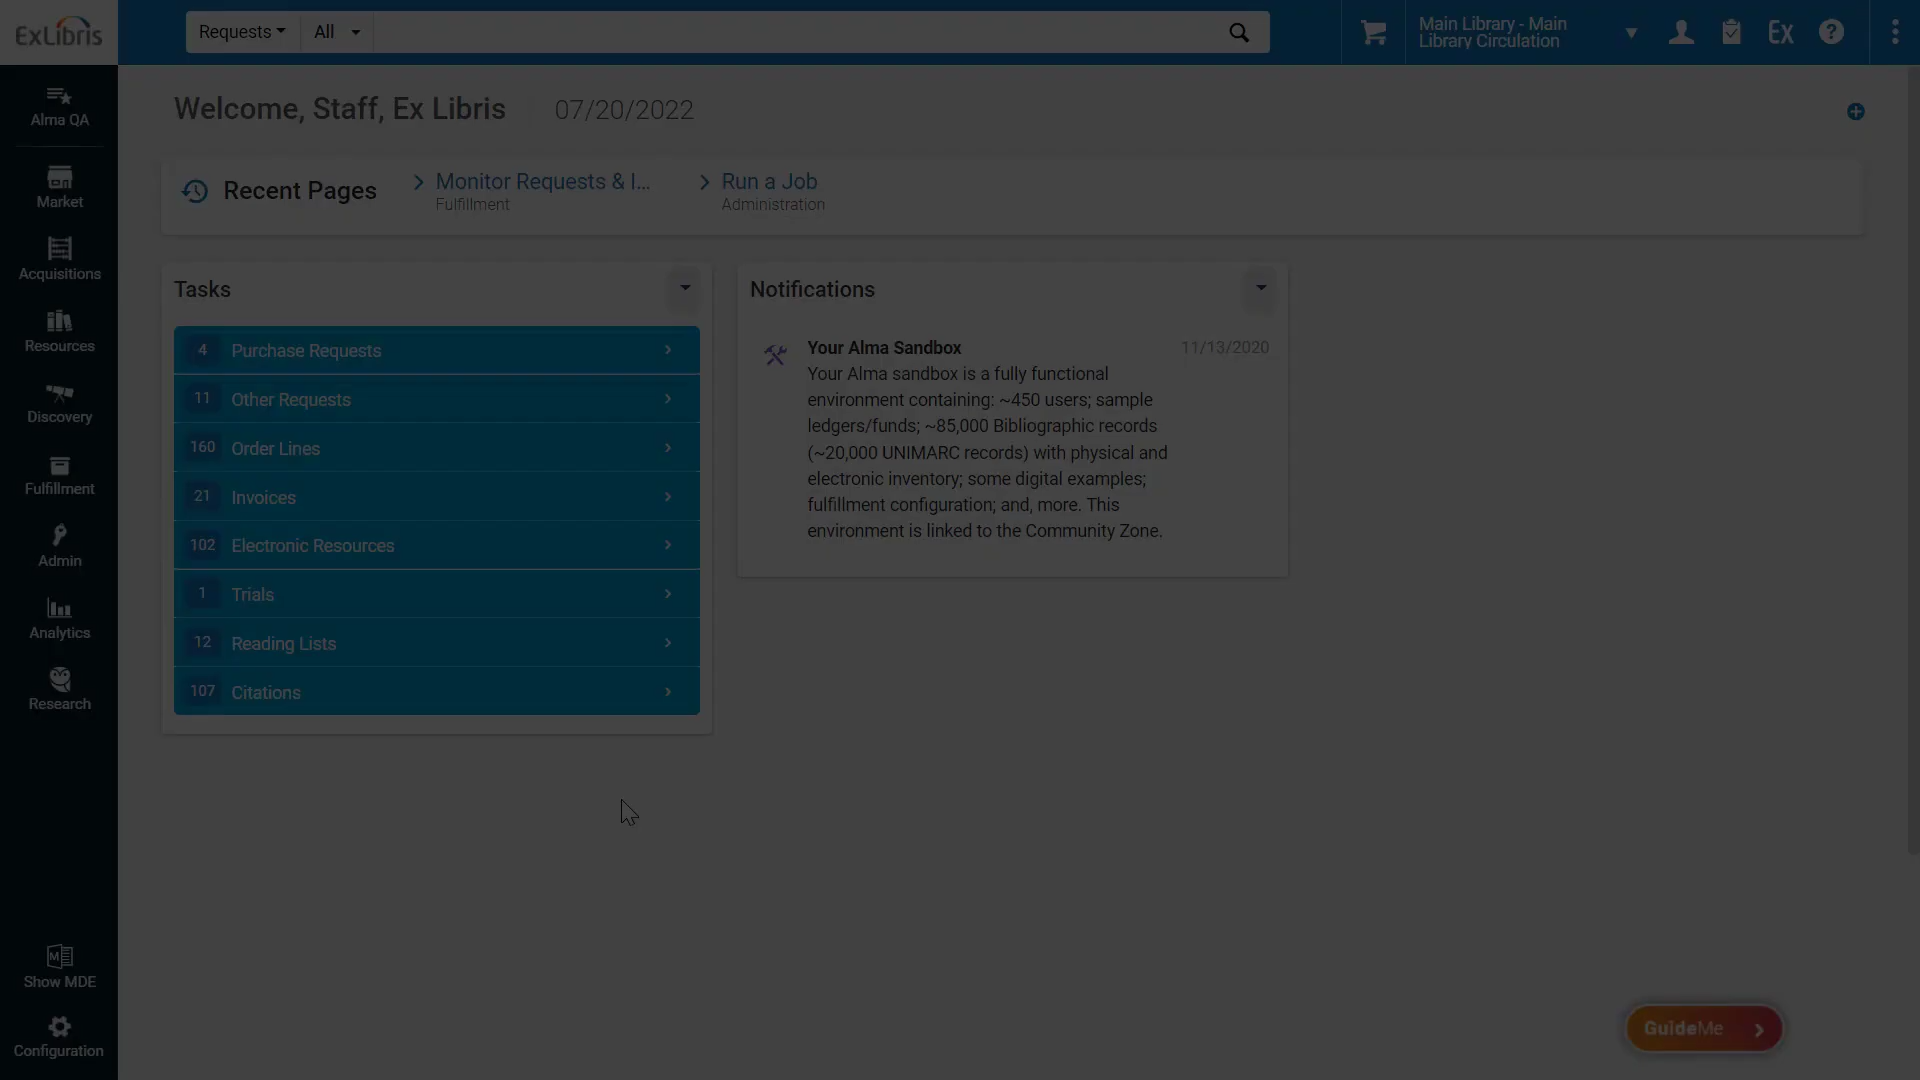 ExLibris
Requests All
Main Library - Main
Library Circulation
Ex
?
Alma QA
Market
Acquisitions
Resources
Discovery
Fulfillment
Admin
Analytics
Research
Show MDE
Configuration
Welcome, Staff, Ex Libris 07/20/2022
Recent Pages
Monitor Requests & I...
Fulfillment
Run a Job
Administration
Tasks
4 Purchase Requests
11 Other Requests
160 Order Lines
21 Invoices
102 Electronic Resources
1 Trials
12 Reading Lists
107 Citations
Notifications
Your Alma Sandbox 11/13/2020
Your Alma sandbox is a fully functional
environment containing: ~450 users; sample
ledgers/funds; ~85,000 Bibliographic records
(~20,000 UNIMARC records) with physical and
electronic inventory; some digital examples;
fulfillment configuration; and, more. This
environment is linked to the Community Zone.
GuideMe